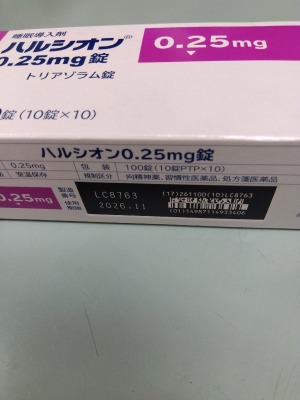 睡眠導入剤
ハルシオン®
0.25mg錠
トリアゾラム錠
0.25mg
錠(10錠×10)
ハルシオン0.25mg錠
0.25mg
包装
100錠(10錠PTP×10)
室温保存
規制区分
向精神薬、習慣性医薬品、処方箋医薬品
0.25mg
製造番号
LC8763
使用期限
2026.11
(17)261100(10)LC8763
(01)14987114933406